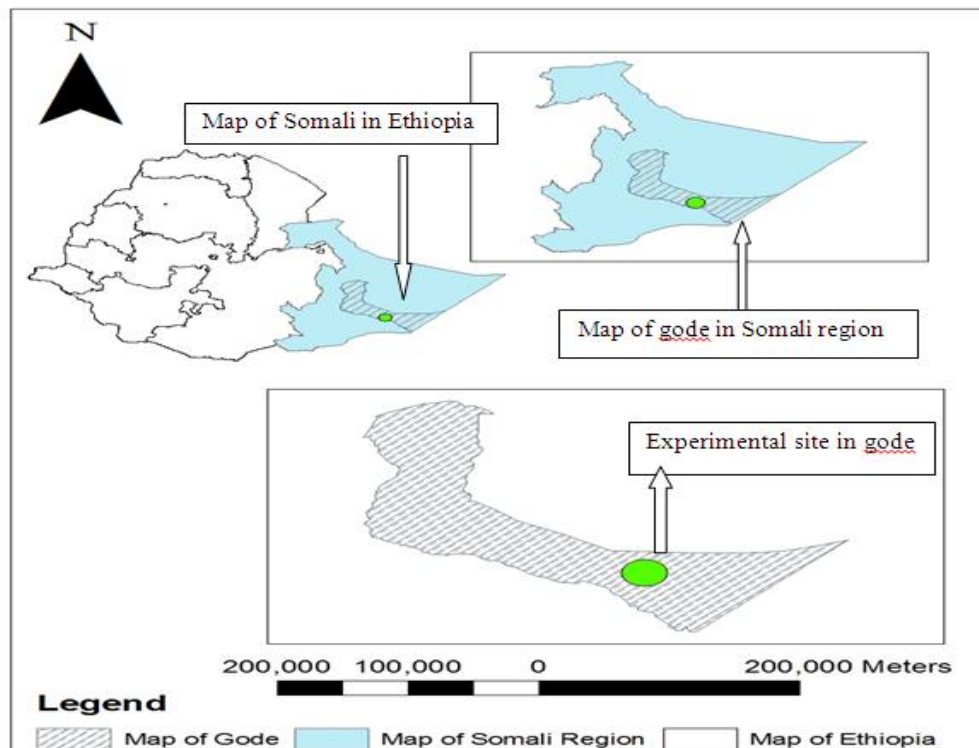 N
Map of Somali in Ethiopia
Map of gode in Somali region
Experimental site in gode
200,000 100,000 0 200,000 Meters
Legend
Map of Gode Map of Somali Region Map of Ethiopia